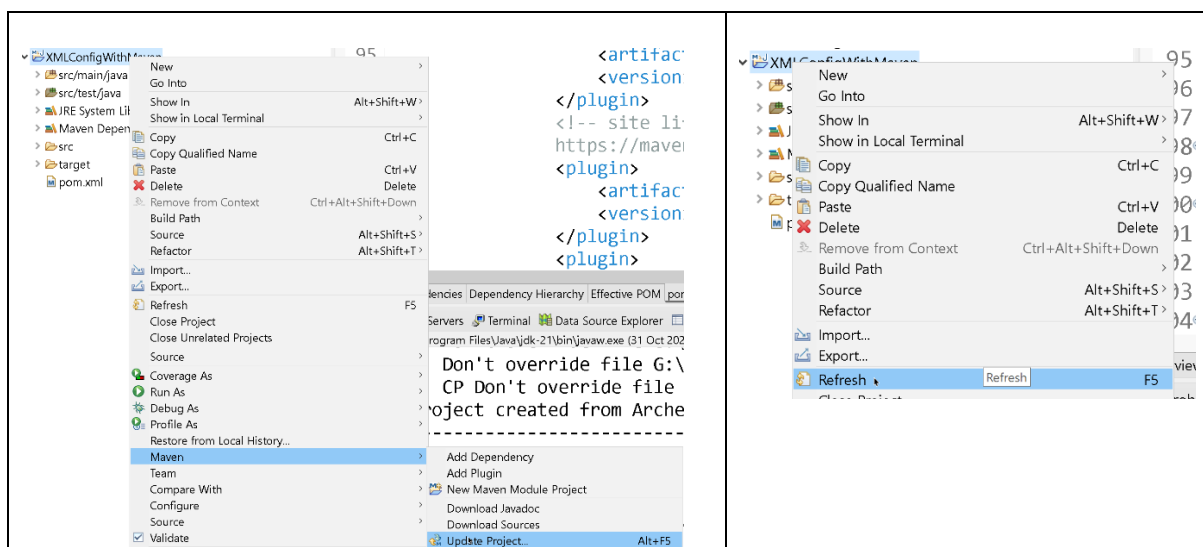 XMLConfigWithMaven
src/main/java
src/test/java
JRE System Lib
Maven Depen
src
target
pom.xml
95
New
Go Into
Show In Alt+Shift+W
Show in Local Terminal
Copy Ctrl+C
Copy Qualified Name
Paste Ctrl+V
Delete Delete
Remove from Context Ctrl+Alt+Shift+Down
Build Path
Source Alt+Shift+S
Refactor Alt+Shift+T
Import...
Export...
Refresh F5
Close Project
Close Unrelated Projects
Source
Coverage As
Run As
Debug As
Profile As
Restore from Local History...
Maven
Team
Compare With
Configure
Source
Validate
<artifac
<version
</plugin>
<!-- site li
https://mave
<plugin>
<artifac
<version
</plugin>
<plugin>
dencies Dependency Hierarchy Effective POM pom
Servers Terminal Data Source Explorer
rogram Files\Java\jdk-21\bin\javaw.exe (31 Oct 202
Don't override file G:\
CP Don't override file
oject created from Arche
Add Dependency
Add Plugin
New Maven Module Project
Download Javadoc
Download Sources
Update Project... Alt+F5
New
Go Into
Show In Alt+Shift+W
Show in Local Terminal
Copy Ctrl+C
Copy Qualified Name
Paste Ctrl+V
Delete Delete
Remove from Context Ctrl+Alt+Shift+Down
Build Path
Source Alt+Shift+S
Refactor Alt+Shift+T
Import...
Export...
Refresh Refresh F5
95
96
97
98
99